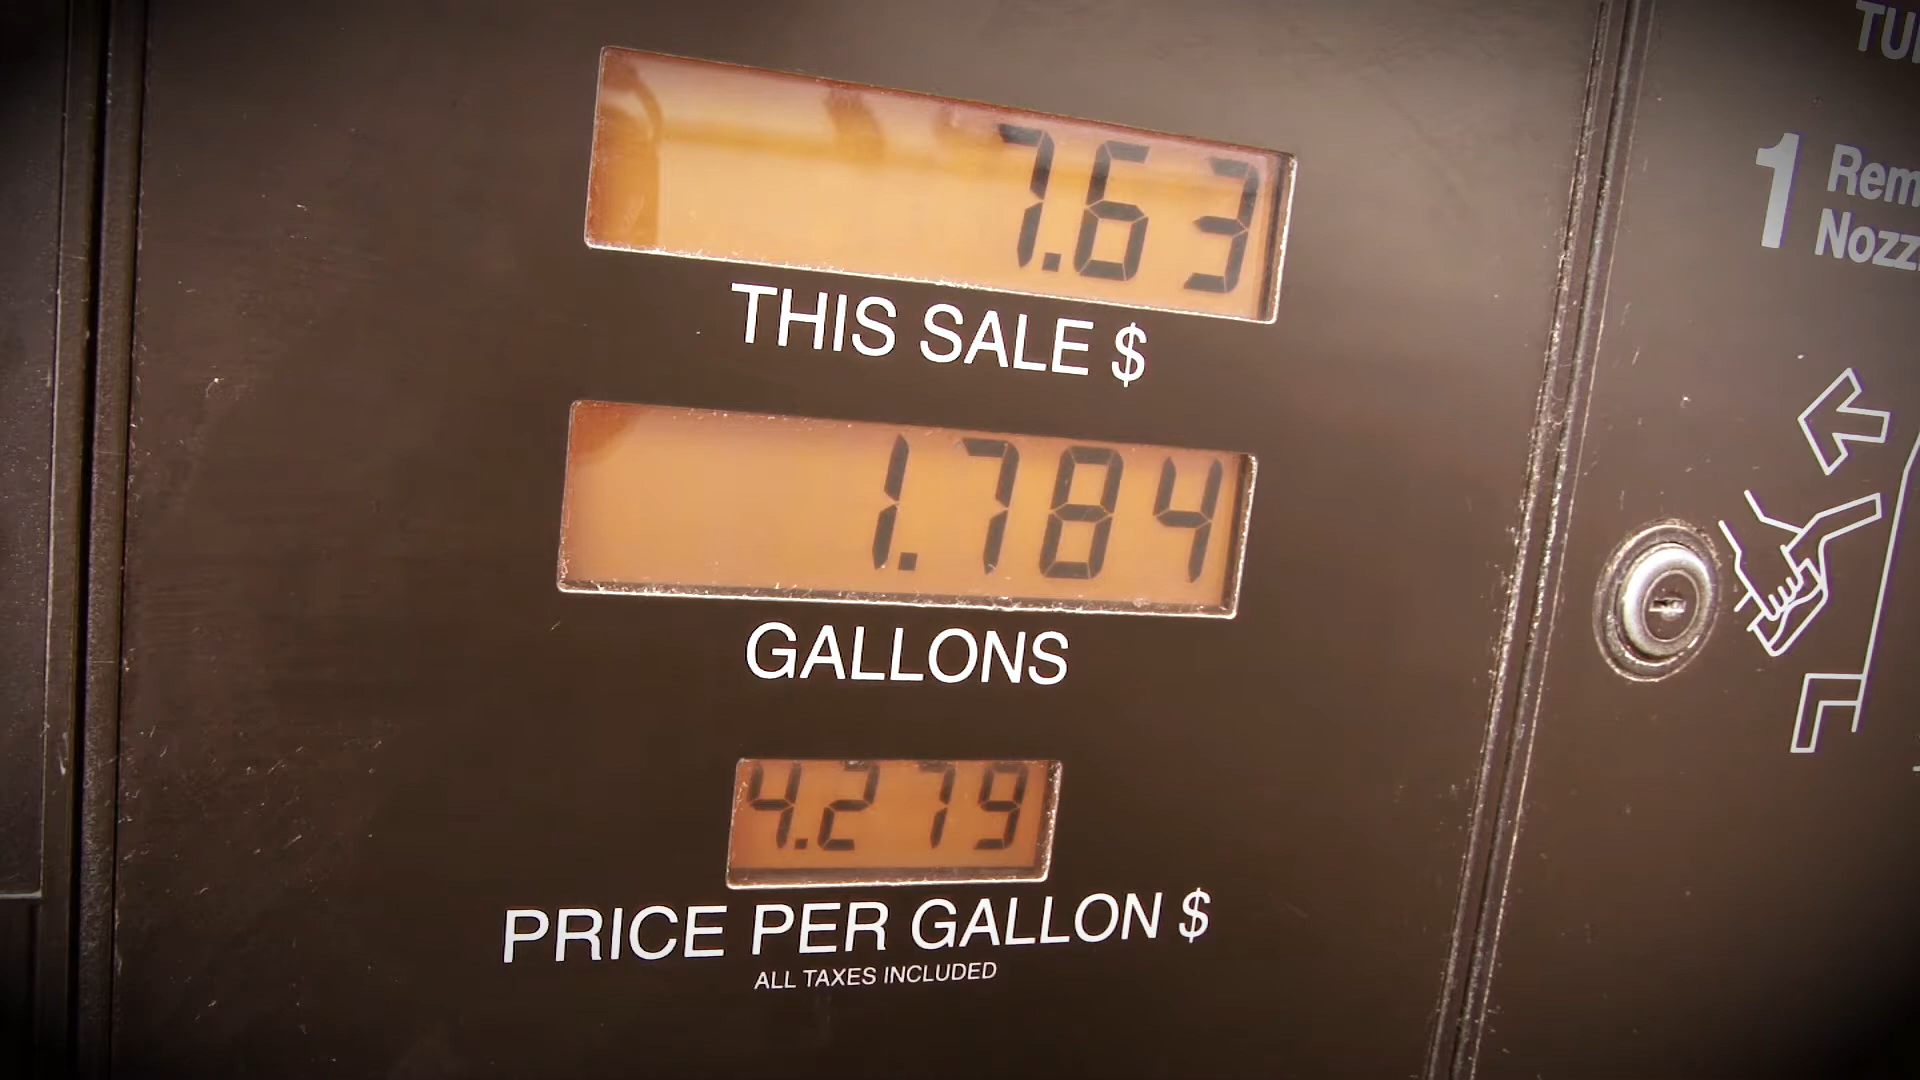 7.63
THIS SALE $
1.784
GALLONS
4.279
PRICE PER GALLON $
ALL TAXES INCLUDED
1